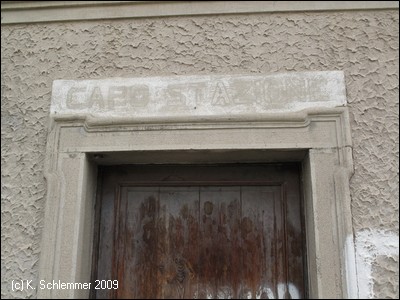 CAPO STAZIONE
(c) K. Schlemmer 2009